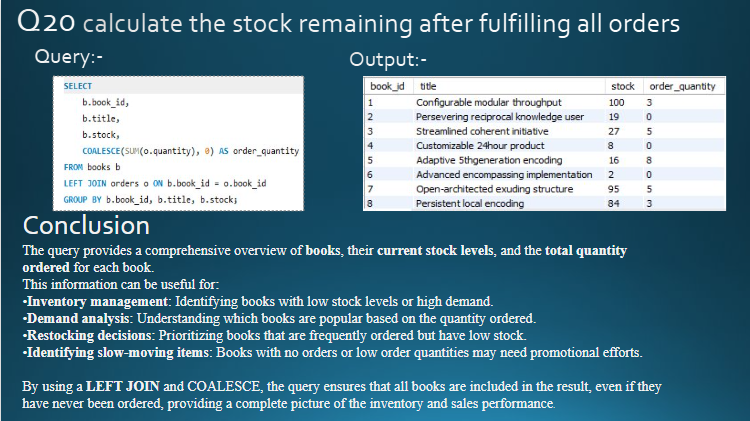 Q20 calculate the stock remaining after fulfilling all orders
Query:-
SELECT
b.book_id,
b.title,
b.stock,
COALESCE(SUM(o.quantity), 0) AS order_quantity
FROM books b
LEFT JOIN orders o ON b.book_id = o.book_id
GROUP BY b.book_id, b.title, b.stock;
Output:-
book_id title stock order_quantity
1 Configurable modular throughput 100 3
2 Persevering reciprocal knowledge user 19 0
3 Streamlined coherent initiative 27 5
4 Customizable 24hour product 8 0
5 Adaptive 5thgeneration encoding 16 8
6 Advanced encompassing implementation 2 0
7 Open-architected exuding structure 95 5
8 Persistent local encoding 84 3
Conclusion
The query provides a comprehensive overview of books, their current stock levels, and the total quantity
ordered for each book.
This information can be useful for:
•Inventory management: Identifying books with low stock levels or high demand.
•Demand analysis: Understanding which books are popular based on the quantity ordered.
•Restocking decisions: Prioritizing books that are frequently ordered but have low stock.
•Identifying slow-moving items: Books with no orders or low order quantities may need promotional efforts.
By using a LEFT JOIN and COALESCE, the query ensures that all books are included in the result, even if they
have never been ordered, providing a complete picture of the inventory and sales performance.